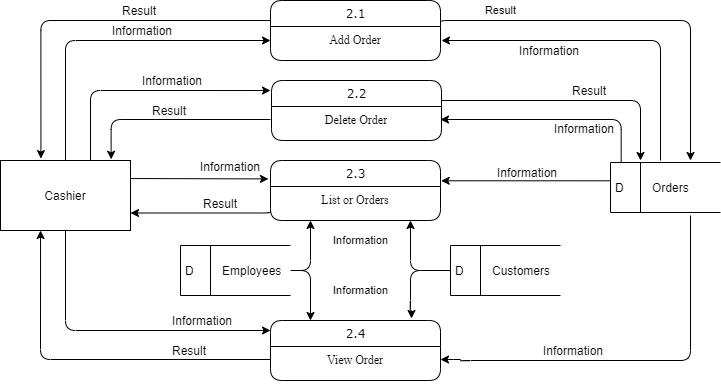 Result
2.1
Result
Information
Add Order
Information
Information
2.2
Result
Result
Delete Order
Information
Information
2.3
Information
Cashier
Result
List or Orders
D
Orders
Information
D
Employees
D
Customers
Information
Information
2.4
Result
View Order
Information